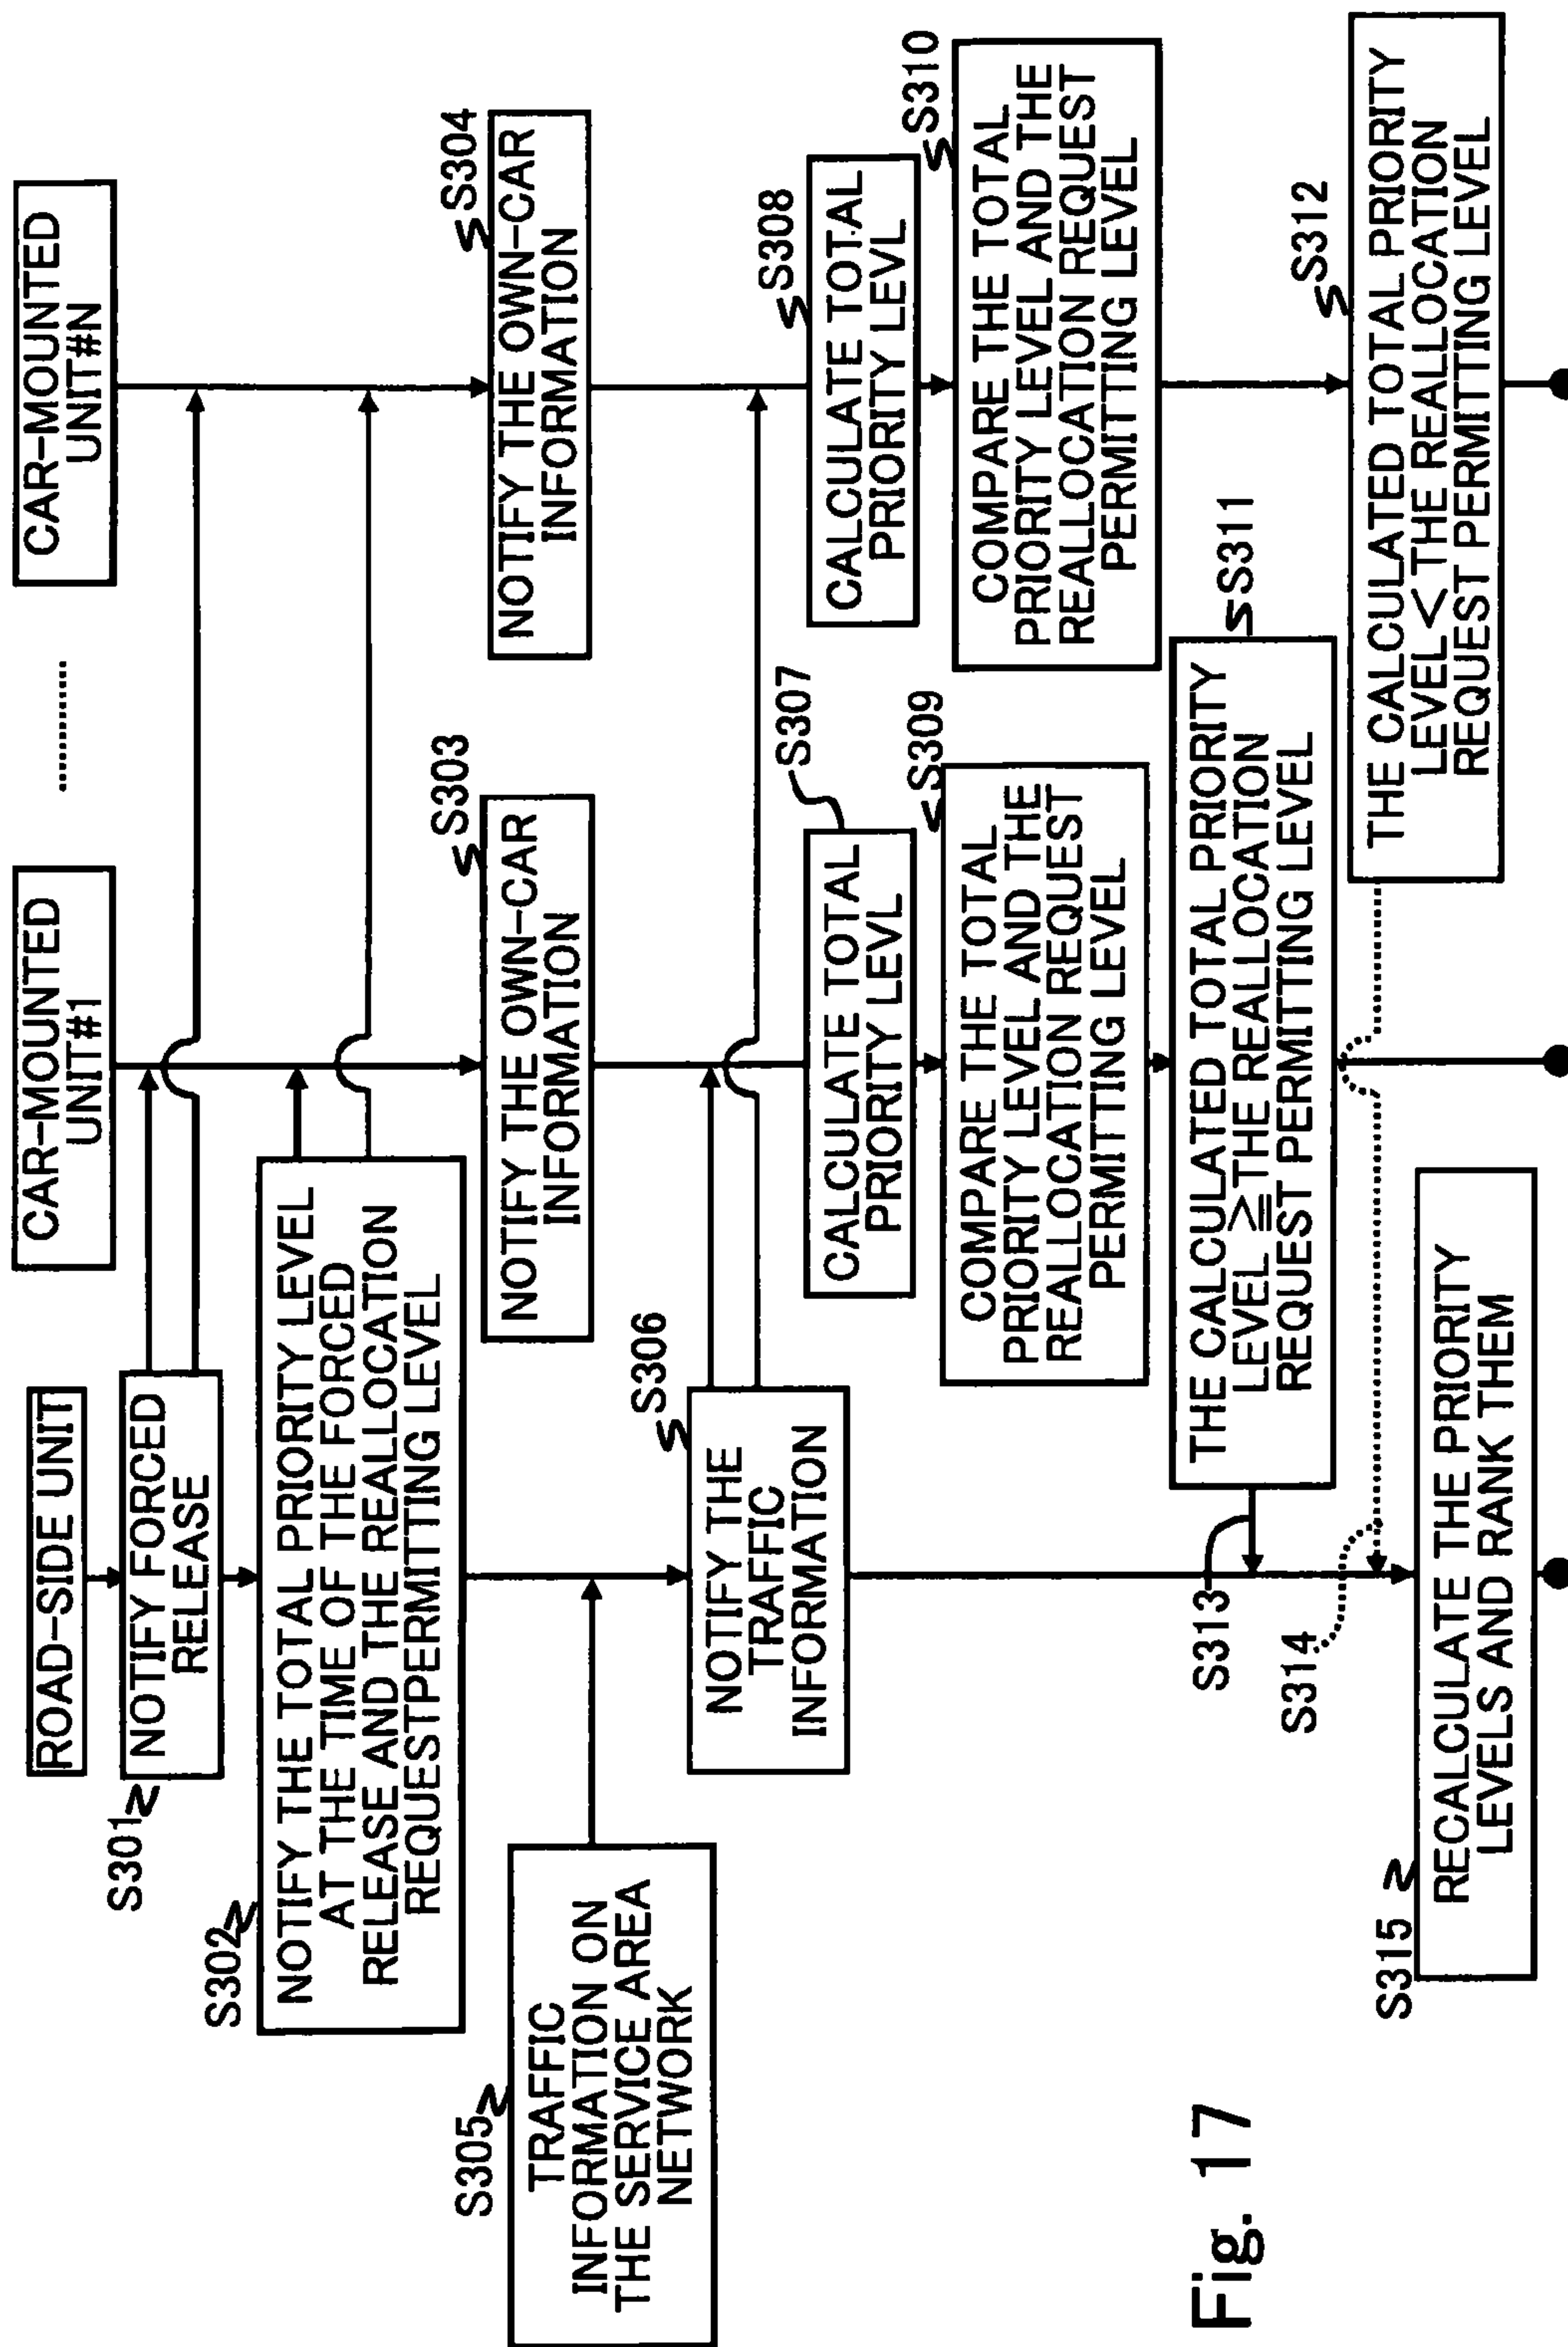 ROAD-SIDE UNIT
CAR-MOUNTED
UNIT#1
..........
CAR-MOUNTED
UNIT#N
S301
NOTIFY FORCED
RELEASE
S302
NOTIFY THE TOTAL PRIORITY LEVEL
AT THE TIME OF THE FORCED
RELEASE AND THE REALLOCATION
REQUESTPERMITTING LEVEL
S303
NOTIFY THE OWN-CAR
INFORMATION
S304
NOTIFY THE OWN-CAR
INFORMATION
S305
TRAFFIC
INFORMATION ON
THE SERVICE AREA
NETWORK
S306
NOTIFY THE
TRAFFIC
INFORMATION
S307
CALCULATE TOTAL
PRIORITY LEVL
S308
CALCULATE TOTAL
PRIORITY LEVL
S309
COMPARE THE TOTAL
PRIORITY LEVEL AND THE
REALLOCATION REQUEST
PERMITTING LEVEL
S310
COMPARE THE TOTAL
PRIORITY LEVEL AND THE
REALLOCATION REQUEST
PERMITTING LEVEL
S311
THE CALCULATED TOTAL PRIORITY
LEVEL ≧ THE REALLOCATION
REQUEST PERMITTING LEVEL
S312
THE CALCULATED TOTAL PRIORITY
LEVEL < THE REALLOCATION
REQUEST PERMITTING LEVEL
S313
S314
S315
RECALCULATE THE PRIORITY
LEVELS AND RANK THEM
Fig. 17